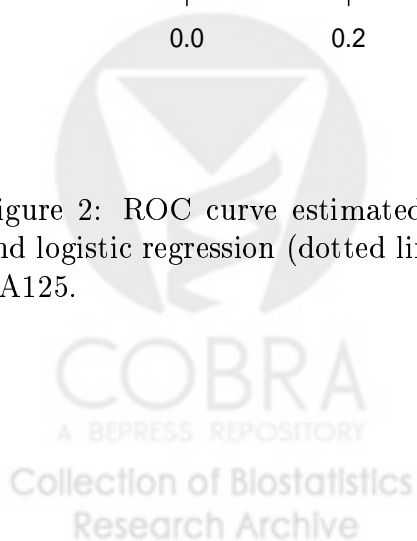 0.0 0.2
igure 2: ROC curve estimated
nd logistic regression (dotted li
A125.
COBRA
A BEPRESS REPOSITORY
Collection of Biostatistics
Research Archive